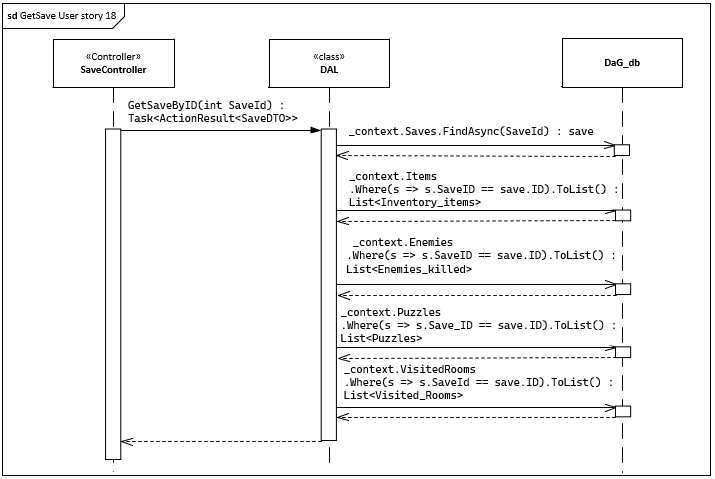 sd GetSave User story 18
«Controller»
SaveController
«class»
DAL
DaG_db
GetSaveByID(int SaveId) :
Task<ActionResult<SaveDTO>>
_context.Saves.FindAsync(SaveId) : save
_context.Items
.Where(s => s.SaveID == save.ID).ToList() :
List<Inventory_items>
_context.Enemies
.Where(s => s.SaveID == save.ID).ToList() :
List<Enemies_killed>
_context.Puzzles
.Where(s => s.Save_ID == save.ID).ToList() :
List<Puzzles>
_context.VisitedRooms
.Where(s => s.SaveId == save.ID).ToList() :
List<Visited_Rooms>